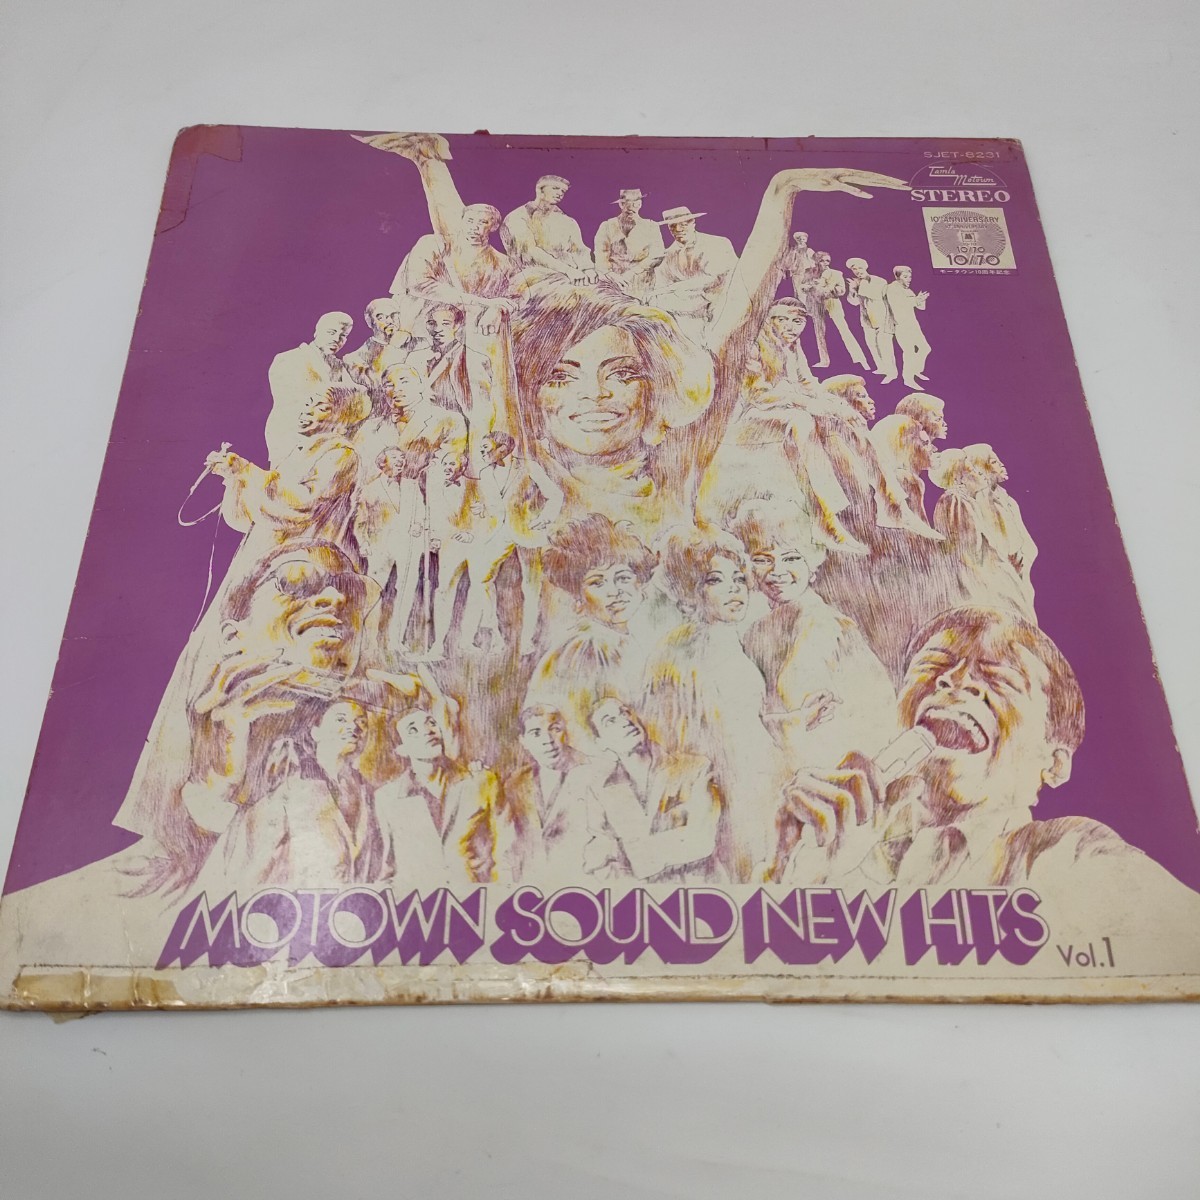 SJET-8231
Tamla Motown
STEREO
10th ANNIVERSARY
10/70
10/70
モータウン10周年記念
MOTOWN SOUND NEW HITS Vol.1